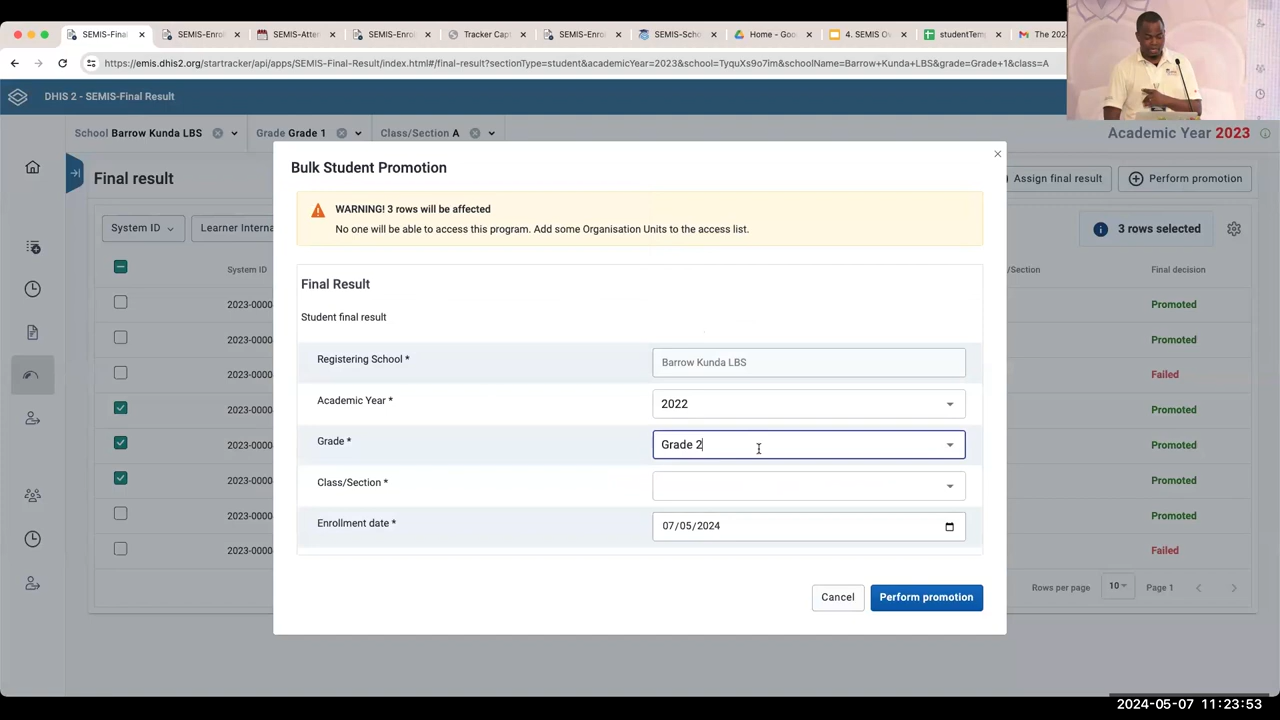 SEMIS-Final
SEMIS-Enrol
SEMIS-Atten
SEMIS-Enro
Tracker Capt
SEMIS-Enro
SEMIS-Scho
Home - Goo
4. SEMIS O
studentTem
The 202
https://emis.dhis2.org/startracker/api/apps/SEMIS-Final-Result/index.html#/final-result?sectionType=student&academicYear=2023&school=TyquXs9o7im&schoolName=Barrow+Kunda+LBS&grade=Grade+1&class=A
DHIS 2 - SEMIS-Final Result
School Barrow Kunda LBS
Grade Grade 1
Class/Section A
Academic Year 2023
Final result
Assign final result
Perform promotion
System ID
Learner Interna
3 rows selected
System ID
/Section
Final decision
2023-0000
Promoted
2023-0000
Promoted
2023-0000
Failed
2023-0000
Promoted
2023-0000
Promoted
2023-0000
Promoted
2023-0000
Promoted
2023-0000
Failed
Rows per page
10
Page 1
Bulk Student Promotion
WARNING! 3 rows will be affected
No one will be able to access this program. Add some Organisation Units to the access list.
Final Result
Student final result
Registering School *
Barrow Kunda LBS
Academic Year *
2022
Grade *
Grade 2
Class/Section *
Enrollment date *
07/05/2024
Cancel
Perform promotion
2024-05-07 11:23:53